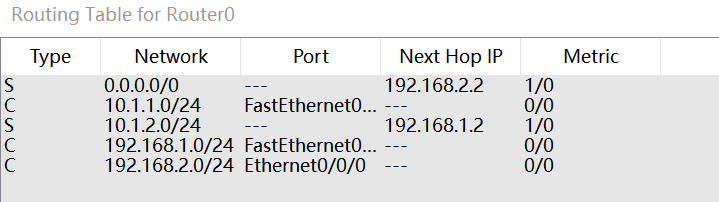 Routing Table for Router0
Type Network Port Next Hop IP Metric
S 0.0.0.0/0 --- 192.168.2.2 1/0
C 10.1.1.0/24 FastEthernet0... --- 0/0
S 10.1.2.0/24 --- 192.168.1.2 1/0
C 192.168.1.0/24 FastEthernet0... --- 0/0
C 192.168.2.0/24 Ethernet0/0/0 --- 0/0